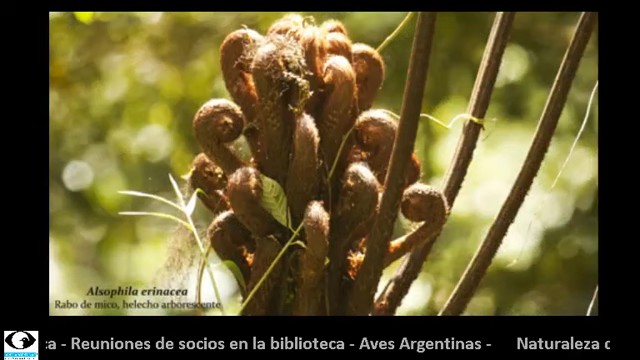 Alsophila erinacea
Rabo de mico, helecho arborescente
ca - Reuniones de socios en la biblioteca - Aves Argentinas - Naturaleza c